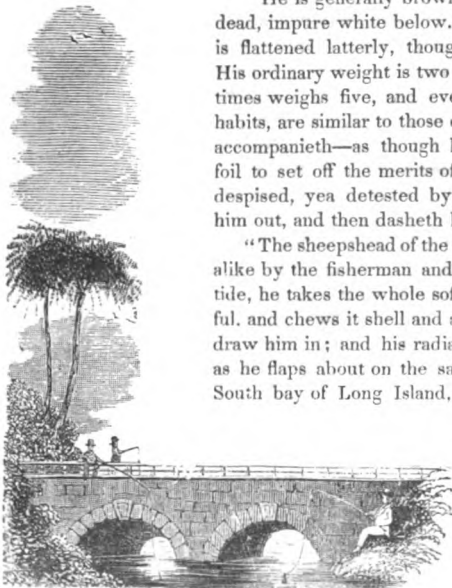 He is generally brown
dead, impure white below.
is flattened latterly, thoug
His ordinary weight is two
times weighs five, and eve
habits, are similar to those
accompanieth—as though
foil to set off the merits of
despised, yea detested by
him out, and then dasheth
"The sheepshead of the
alike by the fisherman and
tide, he takes the whole sof
ful. and chews it shell and
draw him in; and his radia
as he flaps about on the sa
South bay of Long Island,